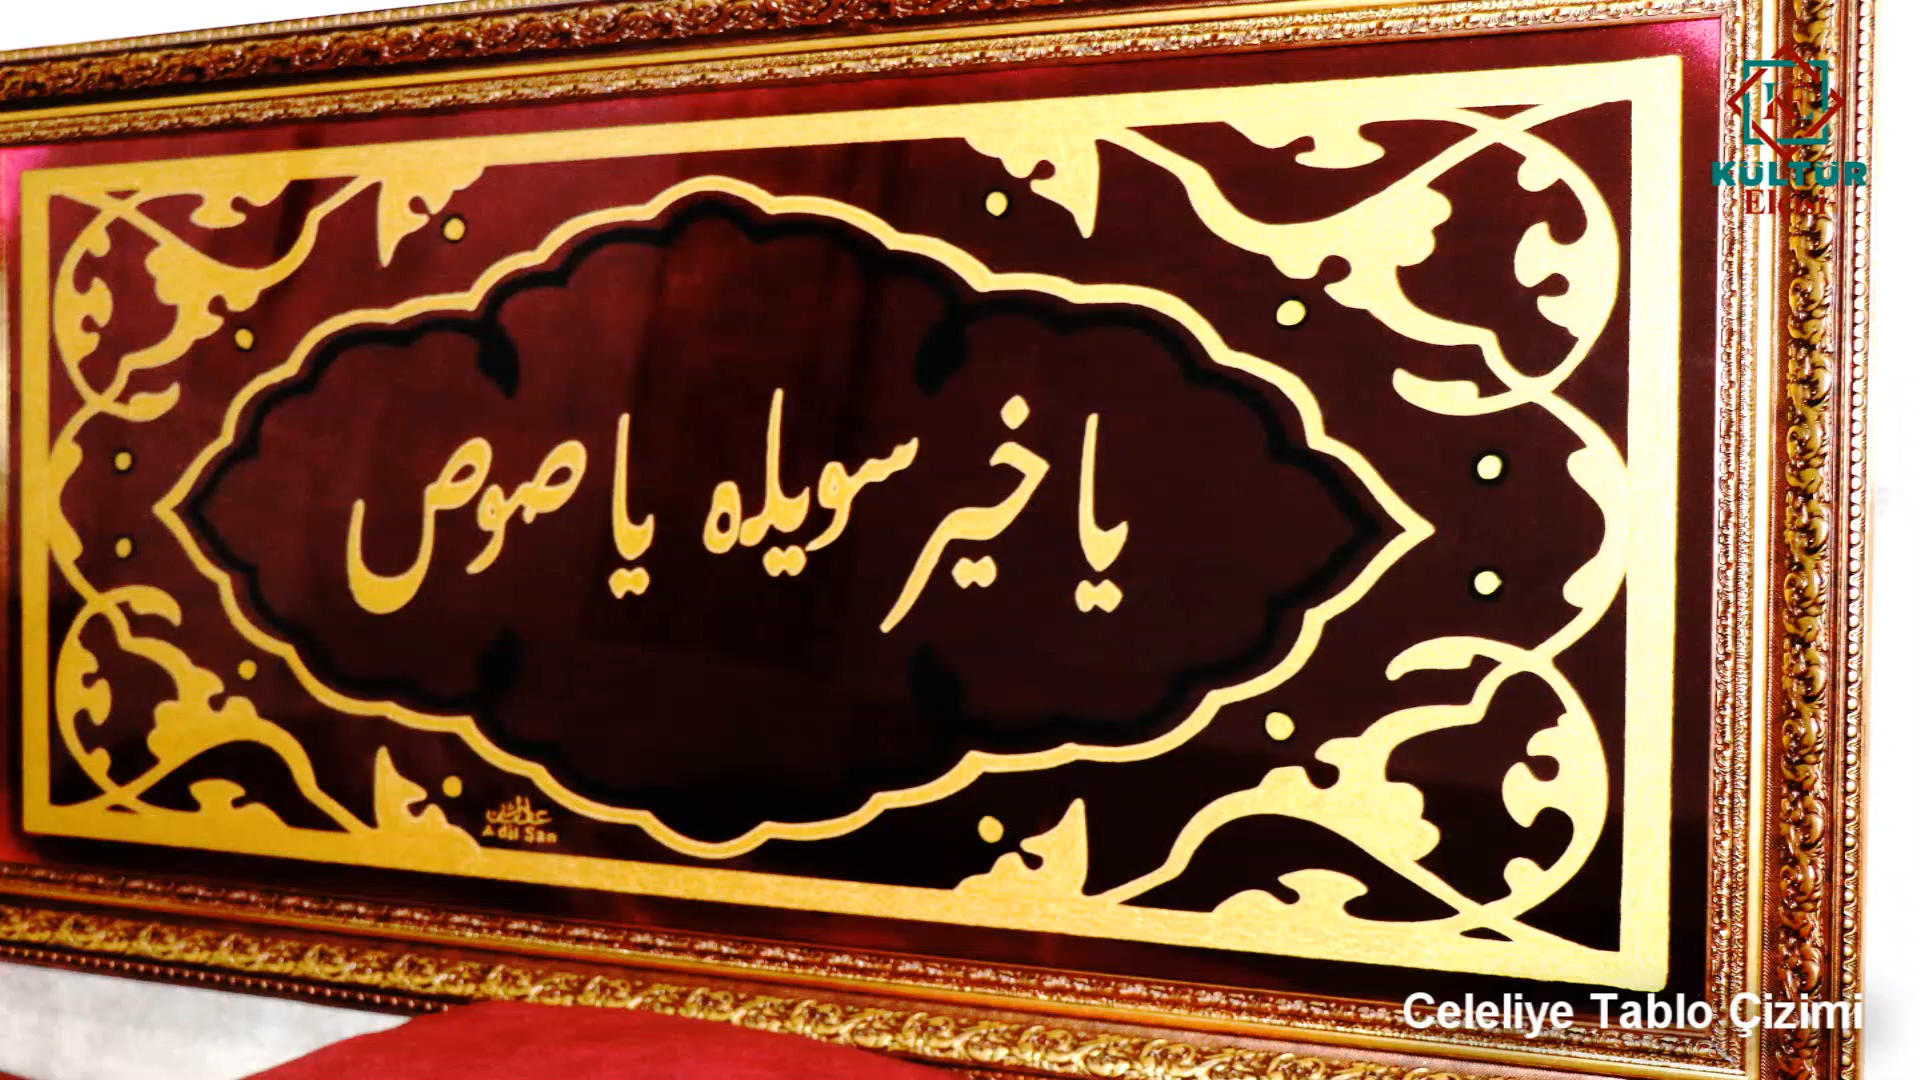 KÜLTÜR
یا خیر سویله یا صوص
Adil Şan
Celeliye Tablo Çizimi